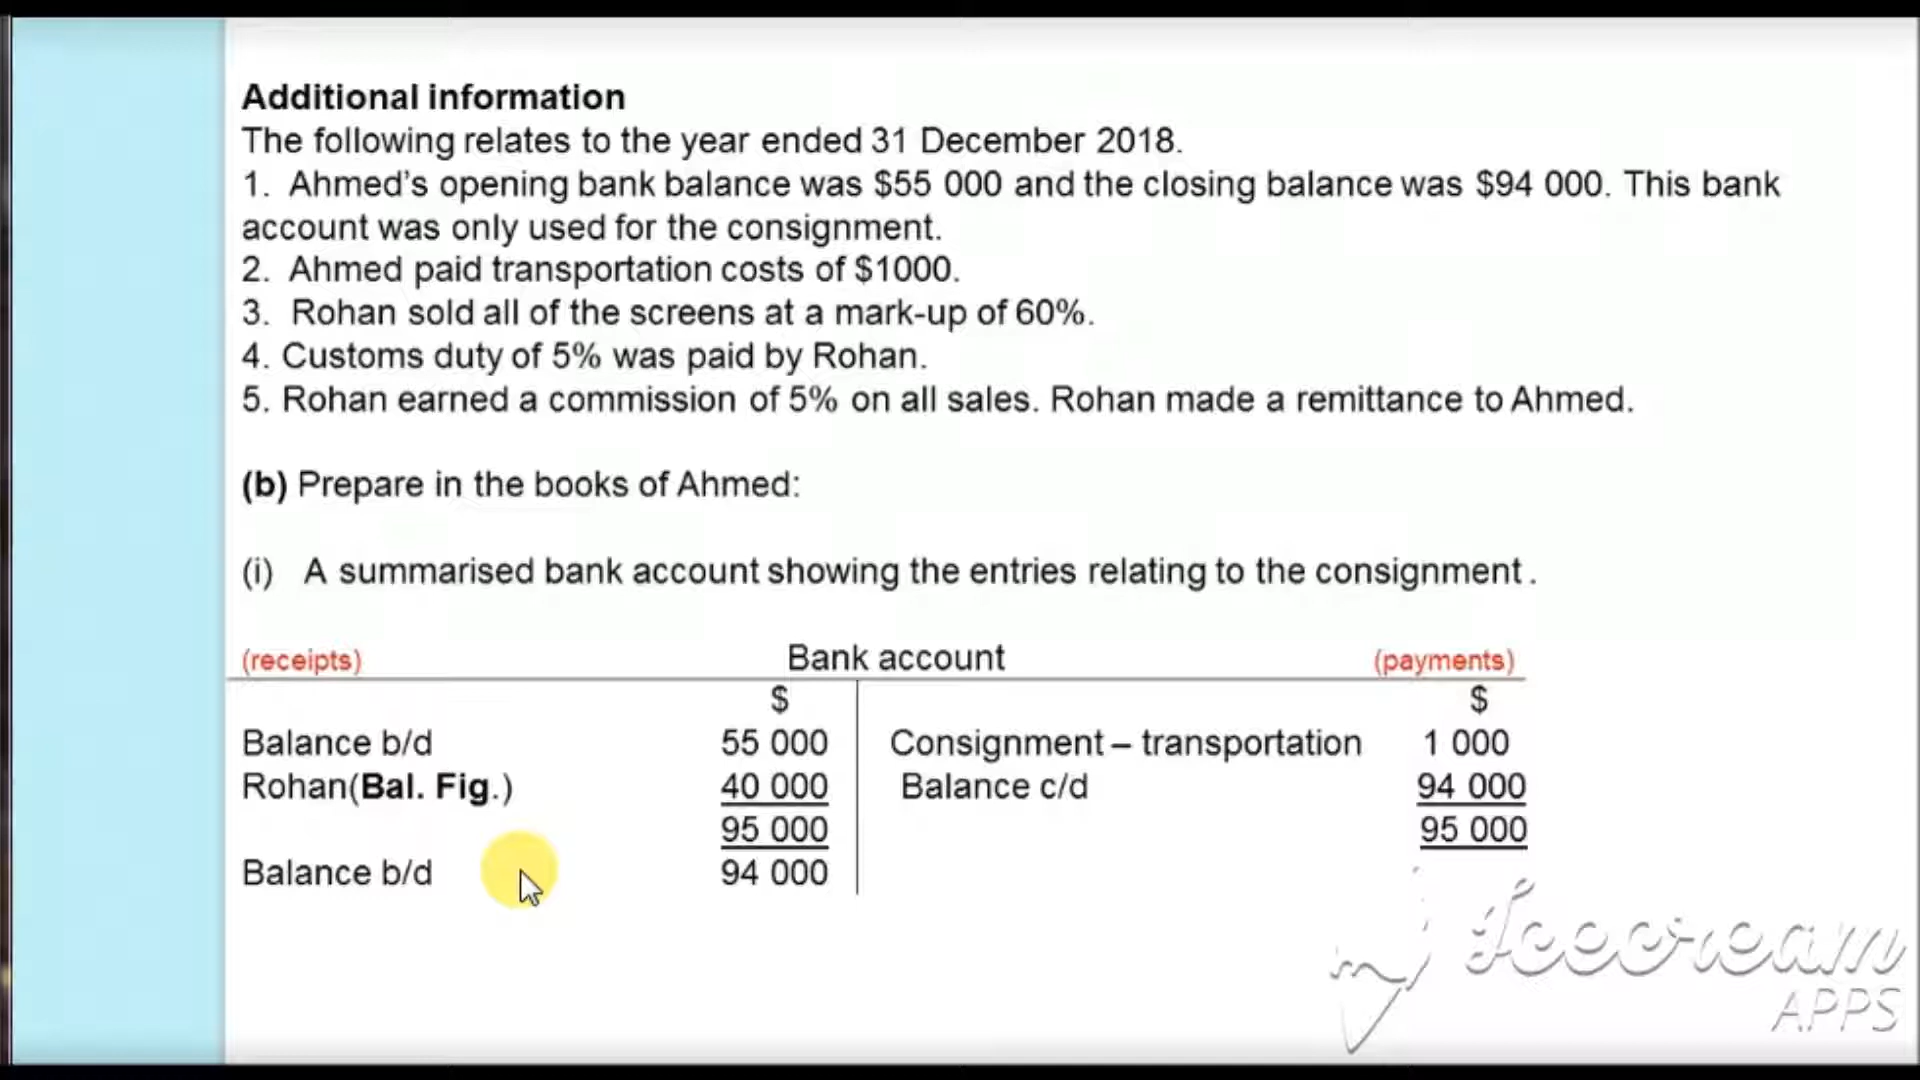 Additional information
The following relates to the year ended 31 December 2018.
1. Ahmed's opening bank balance was $55 000 and the closing balance was $94 000. This bank
account was only used for the consignment.
2. Ahmed paid transportation costs of $1000.
3. Rohan sold all of the screens at a mark-up of 60%.
4. Customs duty of 5% was paid by Rohan.
5. Rohan earned a commission of 5% on all sales. Rohan made a remittance to Ahmed.
(b) Prepare in the books of Ahmed:
(i) A summarised bank account showing the entries relating to the consignment.
(receipts) Bank account (payments)
$ $
Balance b/d 55 000 Consignment – transportation 1 000
Rohan(Bal. Fig.) 40 000 Balance c/d 94 000
95 000 95 000
Balance b/d 94 000
Icecream
APPS